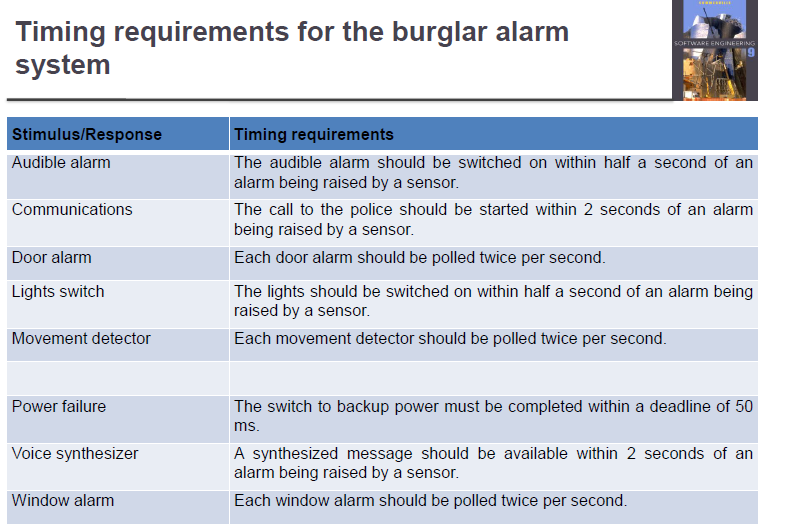 Timing requirements for the burglar alarm
system
SOFTWARE ENGINEERING
9
Stimulus/Response Timing requirements
Audible alarm The audible alarm should be switched on within half a second of an
alarm being raised by a sensor.
Communications The call to the police should be started within 2 seconds of an alarm
being raised by a sensor.
Door alarm Each door alarm should be polled twice per second.
Lights switch The lights should be switched on within half a second of an alarm being
raised by a sensor.
Movement detector Each movement detector should be polled twice per second.
Power failure The switch to backup power must be completed within a deadline of 50
ms.
Voice synthesizer A synthesized message should be available within 2 seconds of an
alarm being raised by a sensor.
Window alarm Each window alarm should be polled twice per second.